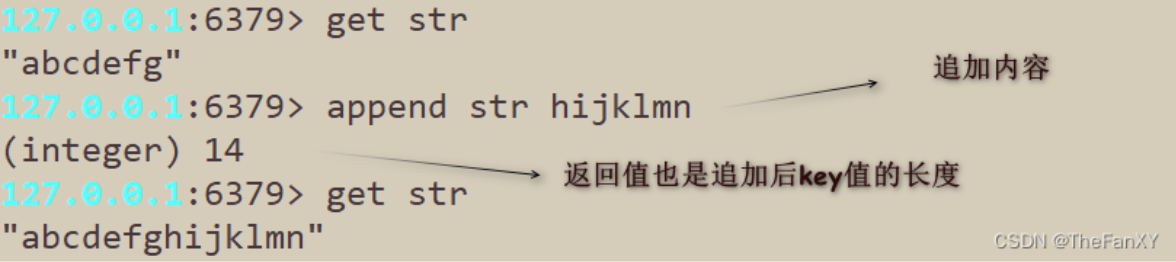 127.0.0.1:6379> get str
"abcdefg"
追加内容
127.0.0.1:6379> append str hijklmn
(integer) 14
返回值也是追加后key值的长度
127.0.0.1:6379> get str
"abcdefghijklmn"
CSDN @TheFanXY